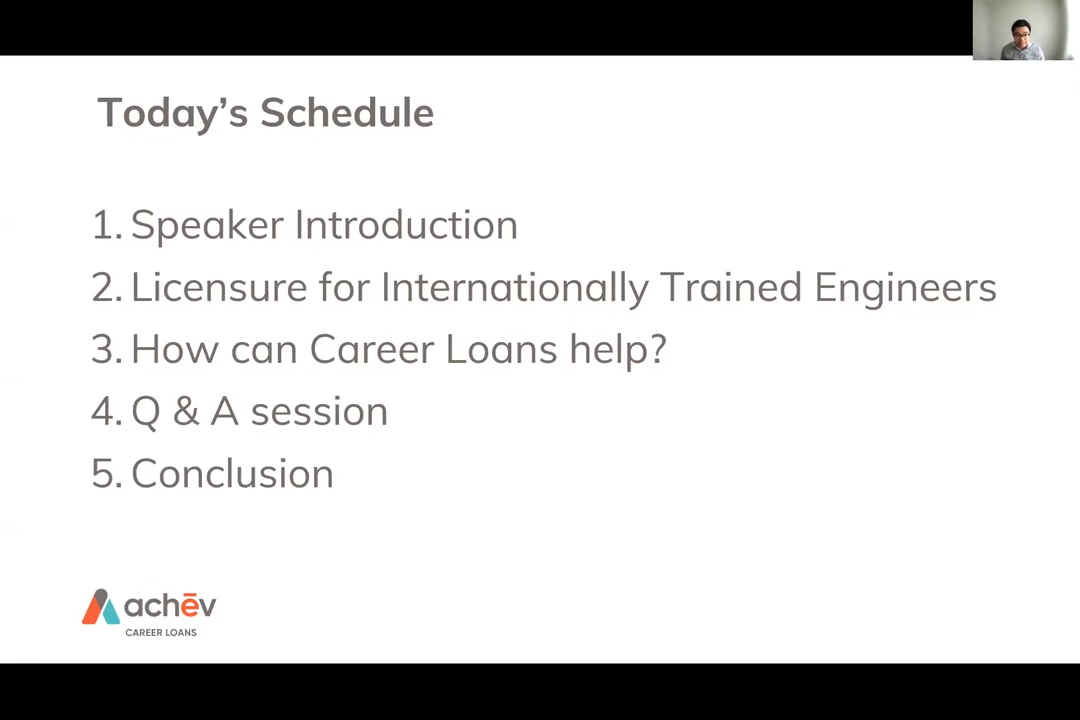 Today’s Schedule
1. Speaker Introduction
2. Licensure for Internationally Trained Engineers
3. How can Career Loans help?
4. Q & A session
5. Conclusion
achēv
CAREER LOANS